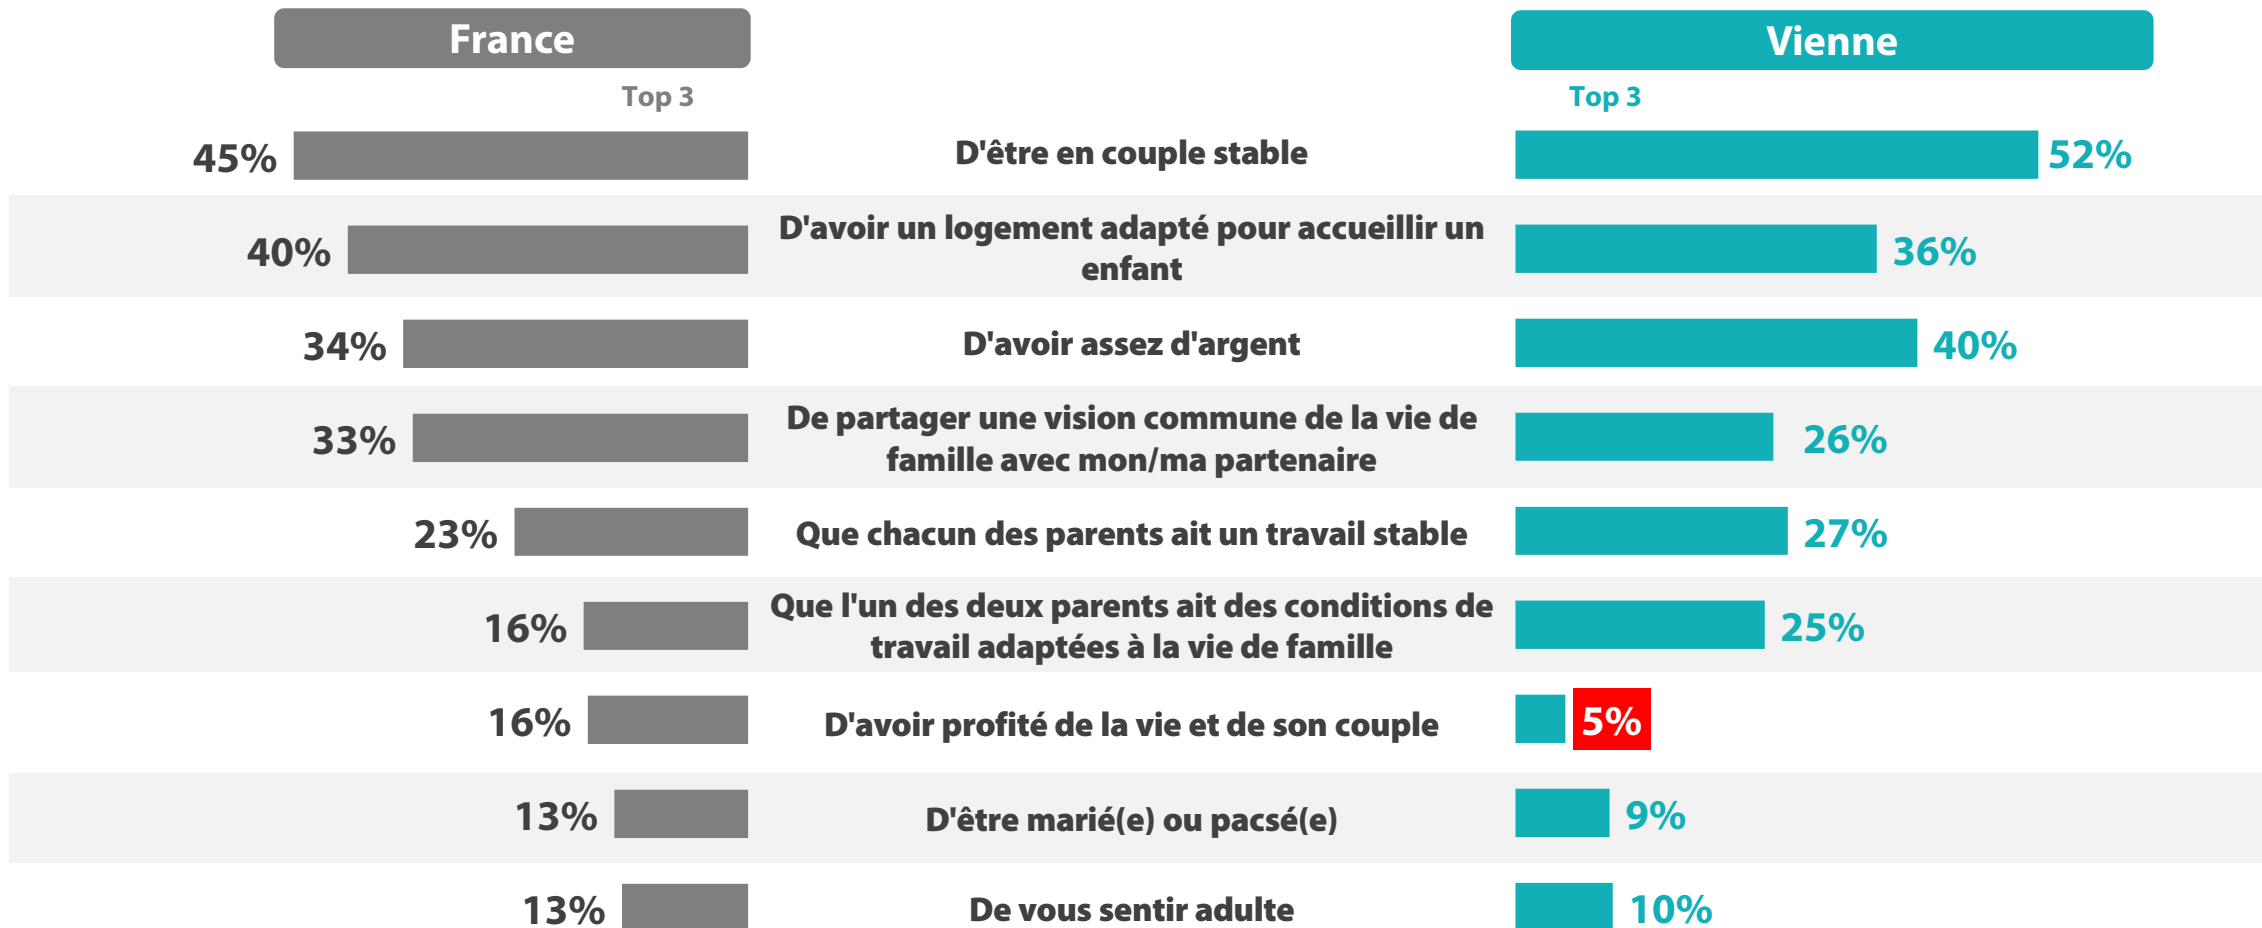 France
Vienne
Top 3
Top 3
45%
D'être en couple stable
52%
40%
D'avoir un logement adapté pour accueillir un
enfant
36%
34%
D'avoir assez d'argent
40%
33%
De partager une vision commune de la vie de
famille avec mon/ma partenaire
26%
23%
Que chacun des parents ait un travail stable
27%
16%
Que l'un des deux parents ait des conditions de
travail adaptées à la vie de famille
25%
16%
D'avoir profité de la vie et de son couple
5%
13%
D'être marié(e) ou pacsé(e)
9%
13%
De vous sentir adulte
10%